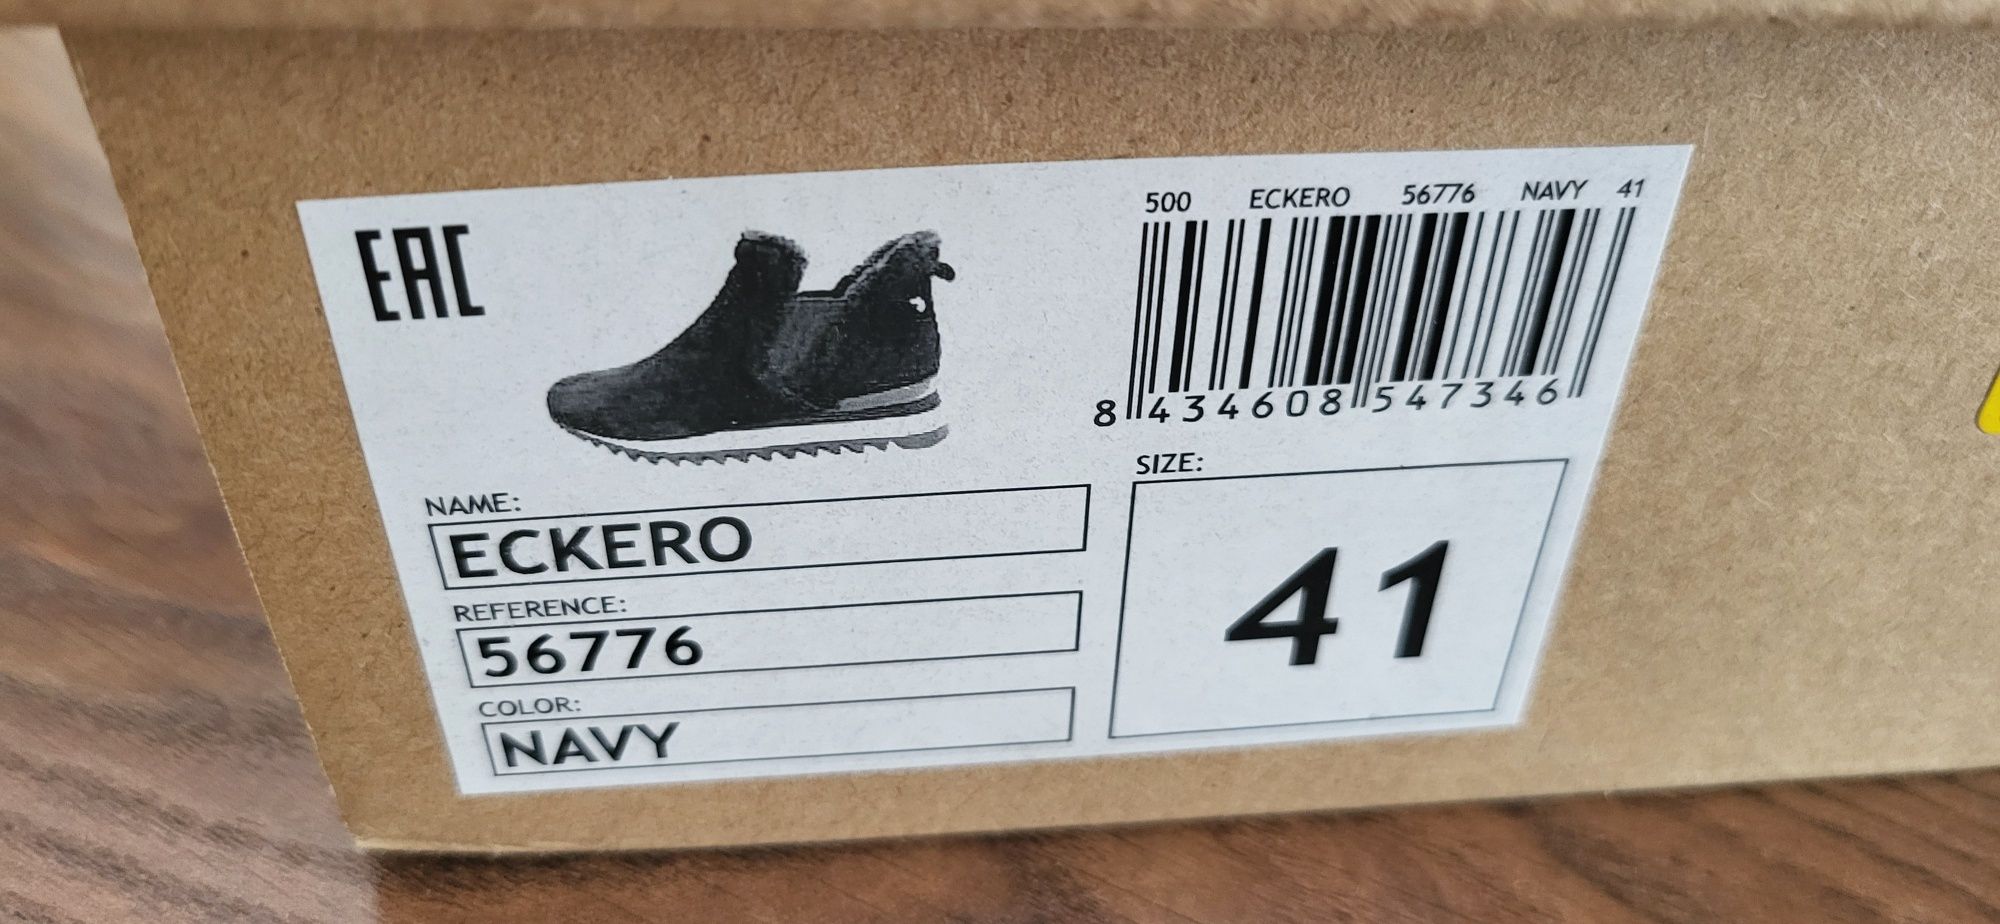 EAC
500 ECKERO 56776 NAVY 41
8 434608 547346
NAME:
ECKERO
REFERENCE:
56776
COLOR:
NAVY
SIZE:
41